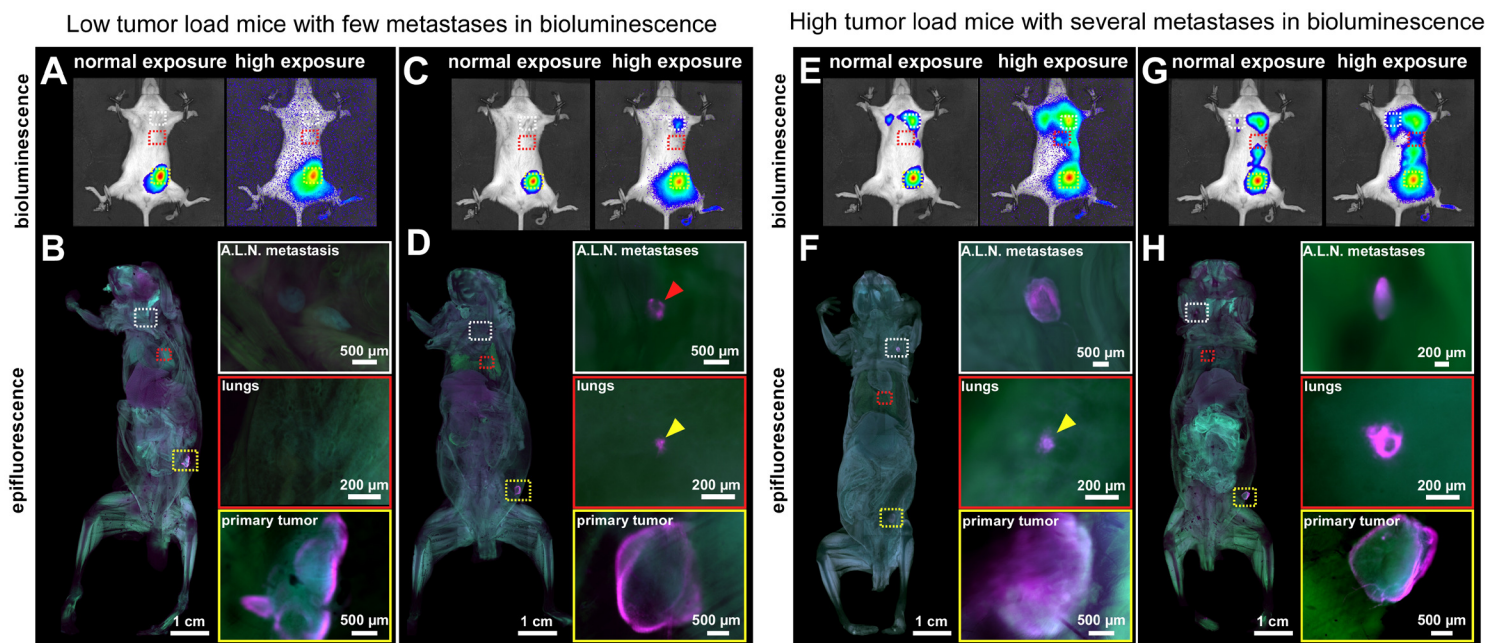 Low tumor load mice with few metastases in bioluminescence
High tumor load mice with several metastases in bioluminescence
bioluminescence
A
normal exposure
high exposure
C
normal exposure
high exposure
bioluminescence
E
normal exposure
high exposure
G
normal exposure
high exposure
epifluorescence
B
1 cm
A.L.N. metastasis
500 µm
lungs
200 µm
primary tumor
500 µm
D
1 cm
A.L.N. metastases
500 µm
lungs
200 µm
primary tumor
500 µm
epifluorescence
F
1 cm
A.L.N. metastases
500 µm
lungs
200 µm
primary tumor
500 µm
H
1 cm
A.L.N. metastases
200 µm
lungs
200 µm
primary tumor
500 µm